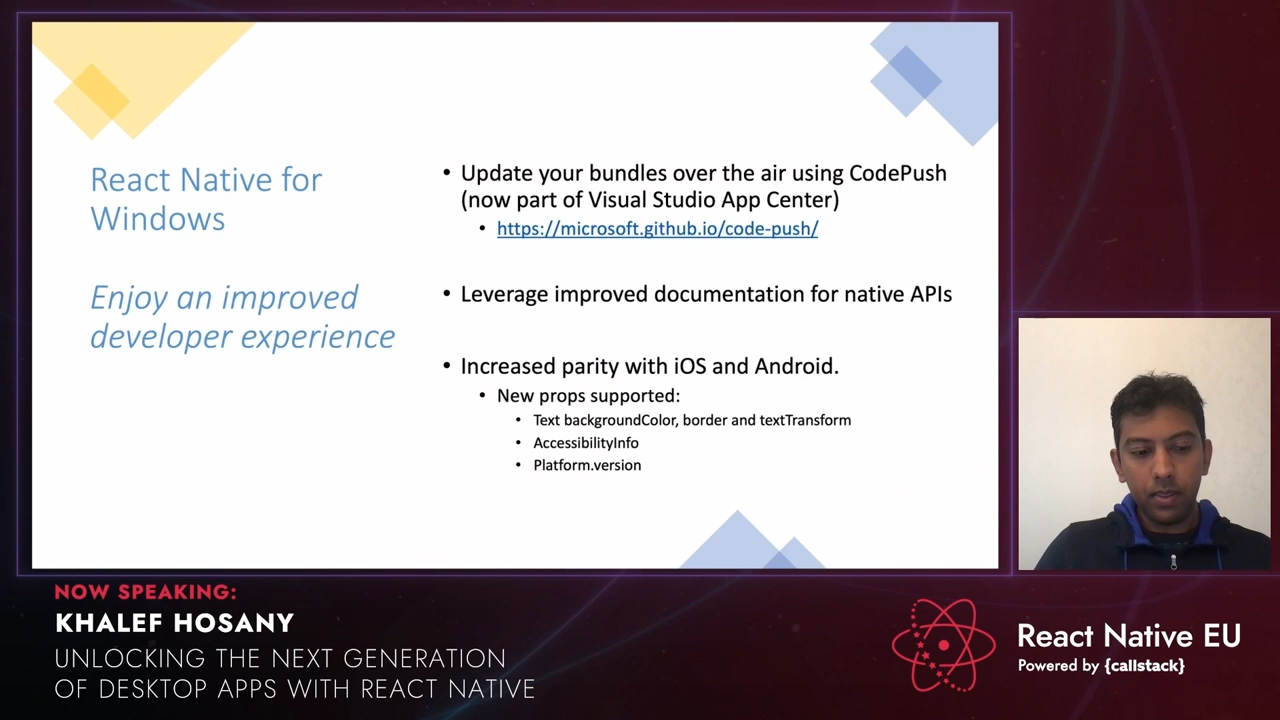 React Native for
Windows
Enjoy an improved
developer experience
• Update your bundles over the air using CodePush
(now part of Visual Studio App Center)
• https://microsoft.github.io/code-push/
• Leverage improved documentation for native APIs
• Increased parity with iOS and Android.
• New props supported:
• Text backgroundColor, border and textTransform
• AccessibilityInfo
• Platform.version
NOW SPEAKING:
KHALEF HOSANY
UNLOCKING THE NEXT GENERATION
OF DESKTOP APPS WITH REACT NATIVE
React Native EU
Powered by {callstack}